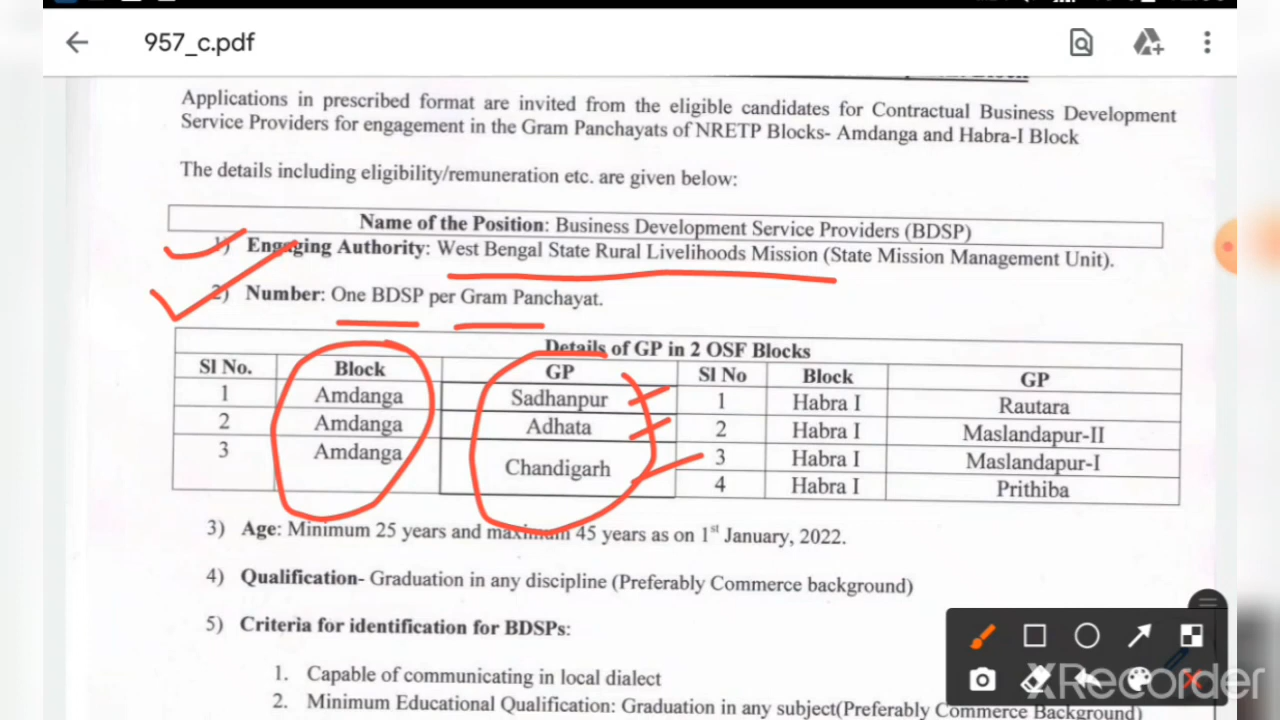 957_c.pdf
Applications in prescribed format are invited from the eligible candidates for Contractual Business Development
Service Providers for engagement in the Gram Panchayats of NRETP Blocks- Amdanga and Habra-I Block
The details including eligibility/remuneration etc. are given below:
Name of the Position: Business Development Service Providers (BDSP)
1) Engaging Authority: West Bengal State Rural Livelihoods Mission (State Mission Management Unit).
2) Number: One BDSP per Gram Panchayat.
Details of GP in 2 OSF Blocks
Sl No. Block GP Sl No Block GP
1 Amdanga Sadhanpur 1 Habra I Rautara
2 Amdanga Adhata 2 Habra I Maslandapur-II
3 Amdanga Chandigarh 3 Habra I Maslandapur-I
4 Habra I Prithiba
3) Age: Minimum 25 years and maximum 45 years as on 1st January, 2022.
4) Qualification- Graduation in any discipline (Preferably Commerce background)
5) Criteria for identification for BDSPs:
1. Capable of communicating in local dialect
2. Minimum Educational Qualification: Graduation in any subject(Preferably Commerce Background)
XRecorder